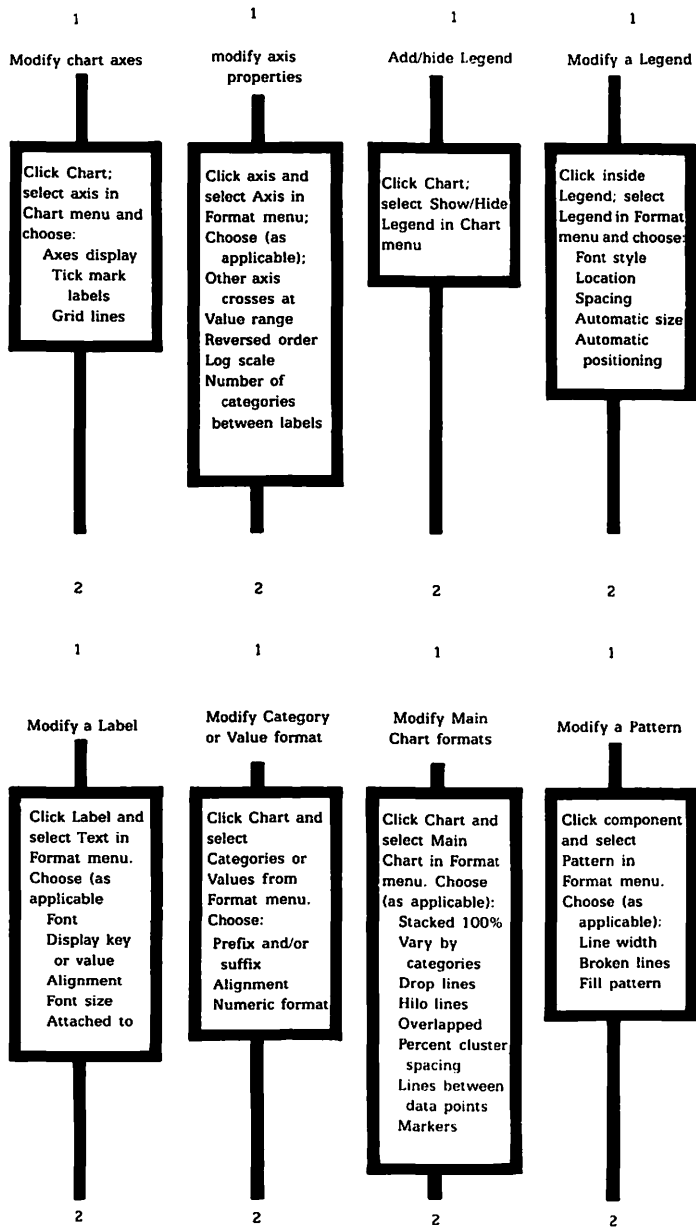 1
Modify chart axes
Click Chart;
select axis in
Chart menu and
choose:
Axes display
Tick mark
labels
Grid lines
2
1
modify axis
properties
Click axis and
select Axis in
Format menu;
Choose (as
applicable);
Other axis
crosses at
Value range
Reversed order
Log scale
Number of
categories
between labels
2
1
Add/hide Legend
Click Chart;
select Show/Hide
Legend in Chart
menu
2
1
Modify a Legend
Click inside
Legend; select
Legend in Format
menu and choose:
Font style
Location
Spacing
Automatic size
Automatic
positioning
2
1
Modify a Label
Click Label and
select Text in
Format menu.
Choose (as
applicable
Font
Display key
or value
Alignment
Font size
Attached to
2
1
Modify Category
or Value format
Click Chart and
select
Categories or
Values from
Format menu.
Choose:
Prefix and/or
suffix
Alignment
Numeric format
2
1
Modify Main
Chart formats
Click Chart and
select Main
Chart in Format
menu. Choose
(as applicable):
Stacked 100%
Vary by
categories
Drop lines
Hilo lines
Overlapped
Percent cluster
spacing
Lines between
data points
Markers
2
1
Modify a Pattern
Click component
and select
Pattern in
Format menu.
Choose (as
applicable):
Line width
Broken lines
Fill pattern
2